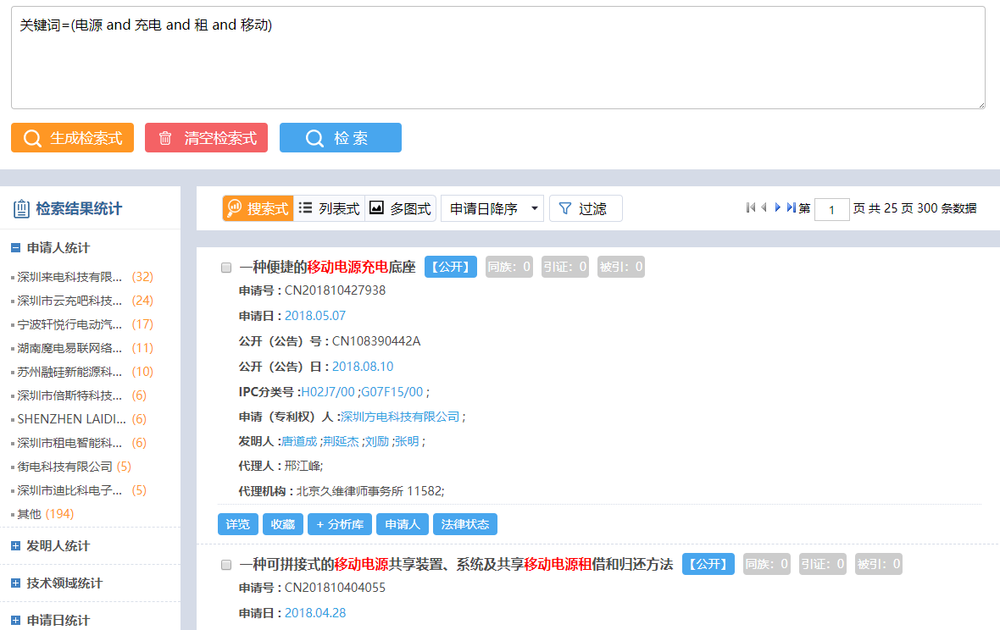 关键词=(电源 and 充电 and 租 and 移动)
生成检索式 清空检索式 检 索
检索结果统计
申请人统计
深圳来电科技有限... (32)
深圳市云充吧科技... (24)
宁波轩悦行电动汽... (17)
湖南魔电易联网络... (11)
苏州融硅新能源科... (10)
深圳市倍斯特科技... (6)
SHENZHEN LAIDI... (6)
深圳市租电智能科... (6)
街电科技有限公司 (5)
深圳市迪比科电子... (5)
其他 (194)
发明人统计
技术领域统计
申请日统计
搜索式 列表式 多图式 申请日降序 过滤 第 1 页 共 25 页 300 条数据
一种便捷的移动电源充电底座 【公开】 同族：0 引证：0 被引：0
申请号 : CN201810427938
申请日 : 2018.05.07
公开（公告）号 : CN108390442A
公开（公告）日 : 2018.08.10
IPC分类号 :H02J7/00 ;G07F15/00 ;
申请（专利权）人 :深圳方电科技有限公司 ;
发明人 :唐道成 ;荆延杰 ;刘励 ;张明 ;
代理人 : 邢江峰;
代理机构 : 北京久维律师事务所 11582;
详览 收藏 + 分析库 申请人 法律状态
一种可拼接式的移动电源共享装置、系统及共享移动电源租借和归还方法 【公开】 同族：0 引证：0 被引：0
申请号 : CN201810404055
申请日 : 2018.04.28